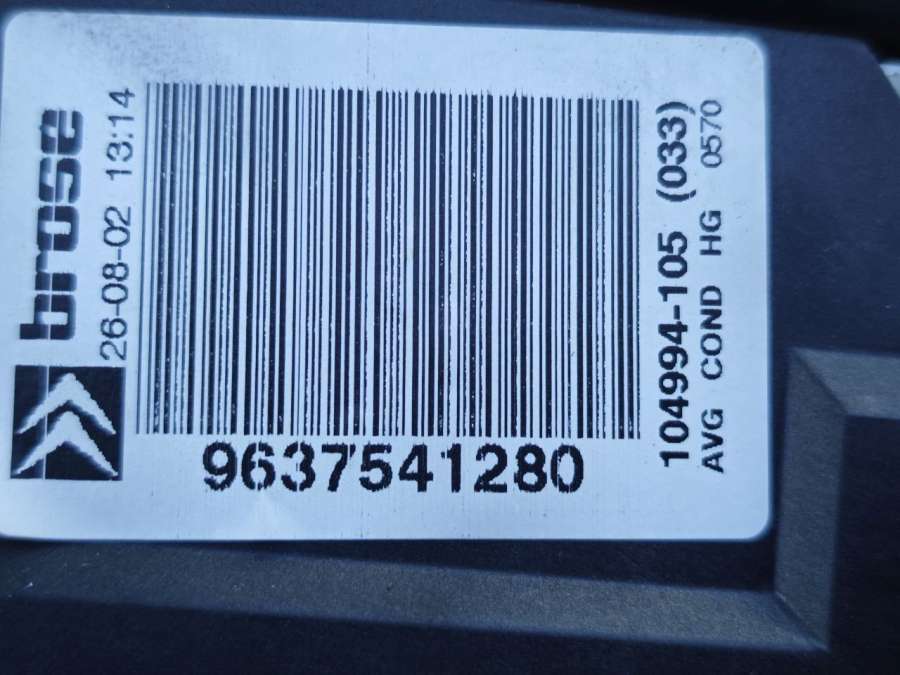 brose
26-08-02 13:14
9637541280
104994-105 (033)
AVG COND HG 0570